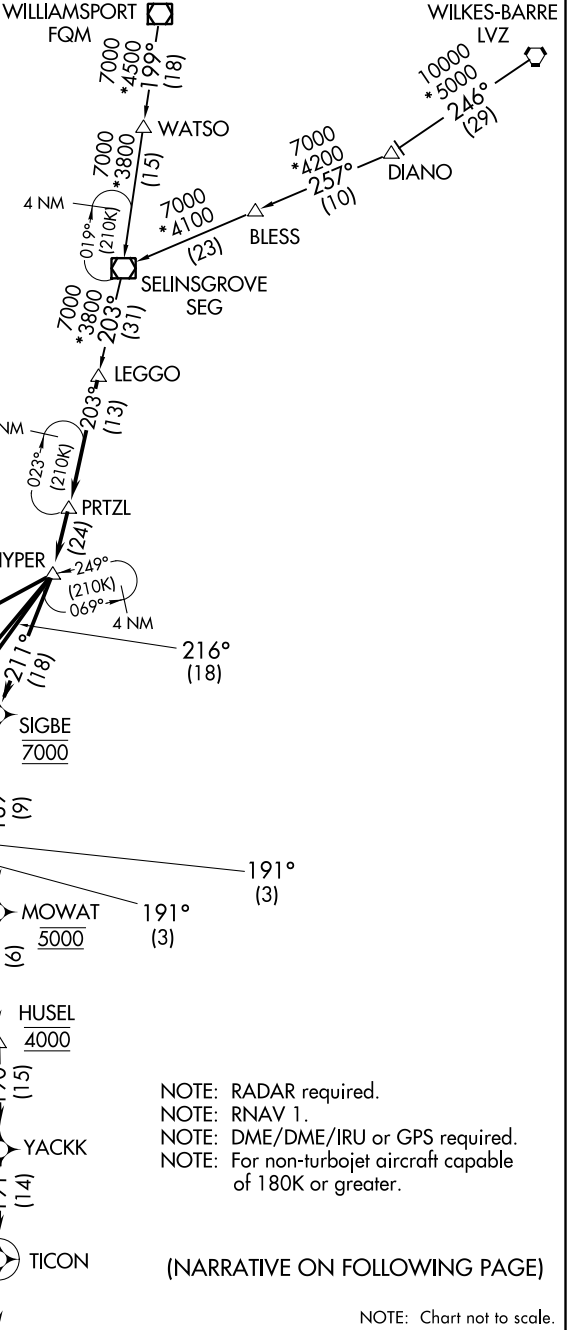 WILLIAMSPORT
FQM
WILKES-BARRE
LVZ
7000
*4500
199°
(18)
10000
*5000
246°
(29)
WATSO
7000
*3800
(15)
7000
*4200
257°
(10)
DIANO
4 NM
019°
(210K)
7000
*4100
(23)
BLESS
SELINSGROVE
SEG
7000
*3800
203°
(31)
LEGGO
203°
(13)
NM
023°
(210K)
PRTZL
(24)
YPER
249°
(210K)
069°
4 NM
216°
(18)
211°
(18)
SIGBE
7000
(9)
191°
(3)
MOWAT
5000
191°
(3)
(6)
HUSEL
4000
(15)
YACKK
(14)
TICON
NOTE: RADAR required.
NOTE: RNAV 1.
NOTE: DME/DME/IRU or GPS required.
NOTE: For non-turbojet aircraft capable
of 180K or greater.
(NARRATIVE ON FOLLOWING PAGE)
NOTE: Chart not to scale.